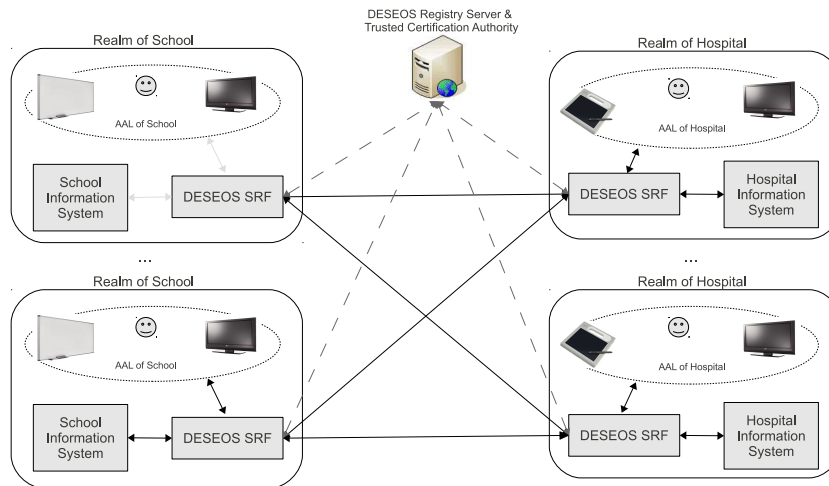 DESEOS Registry Server &
Trusted Certification Authority
Realm of School
AAL of School
School
Information
System
DESEOS SRF
...
Realm of School
AAL of School
School
Information
System
DESEOS SRF
Realm of Hospital
AAL of Hospital
DESEOS SRF
Hospital
Information
System
...
Realm of Hospital
AAL of Hospital
DESEOS SRF
Hospital
Information
System